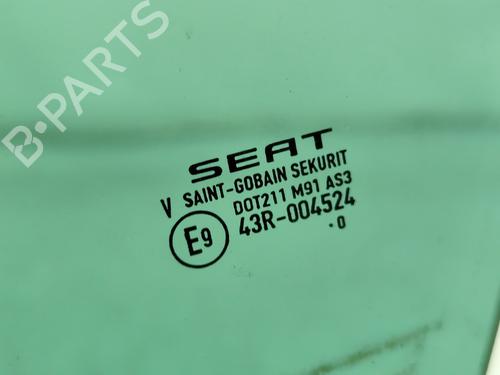 B-PARTS
SEAT
V SAINT-GOBAIN SEKURIT
DOT211 M91 AS3
E9 43R-004524
.0